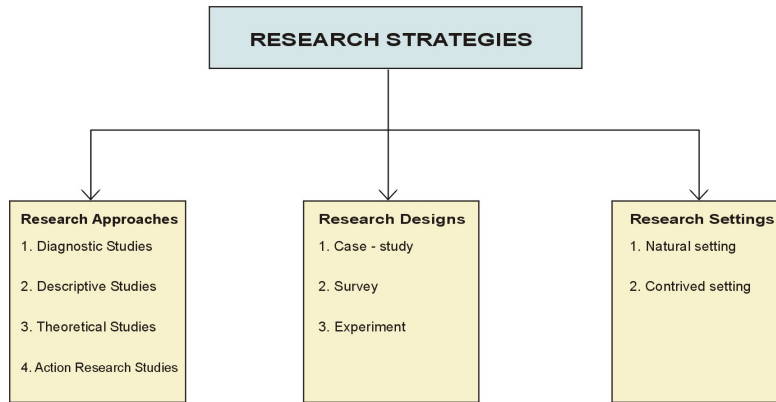 RESEARCH STRATEGIES
Research Approaches
1. Diagnostic Studies
2. Descriptive Studies
3. Theoretical Studies
4. Action Research Studies
Research Designs
1. Case - study
2. Survey
3. Experiment
Research Settings
1. Natural setting
2. Contrived setting